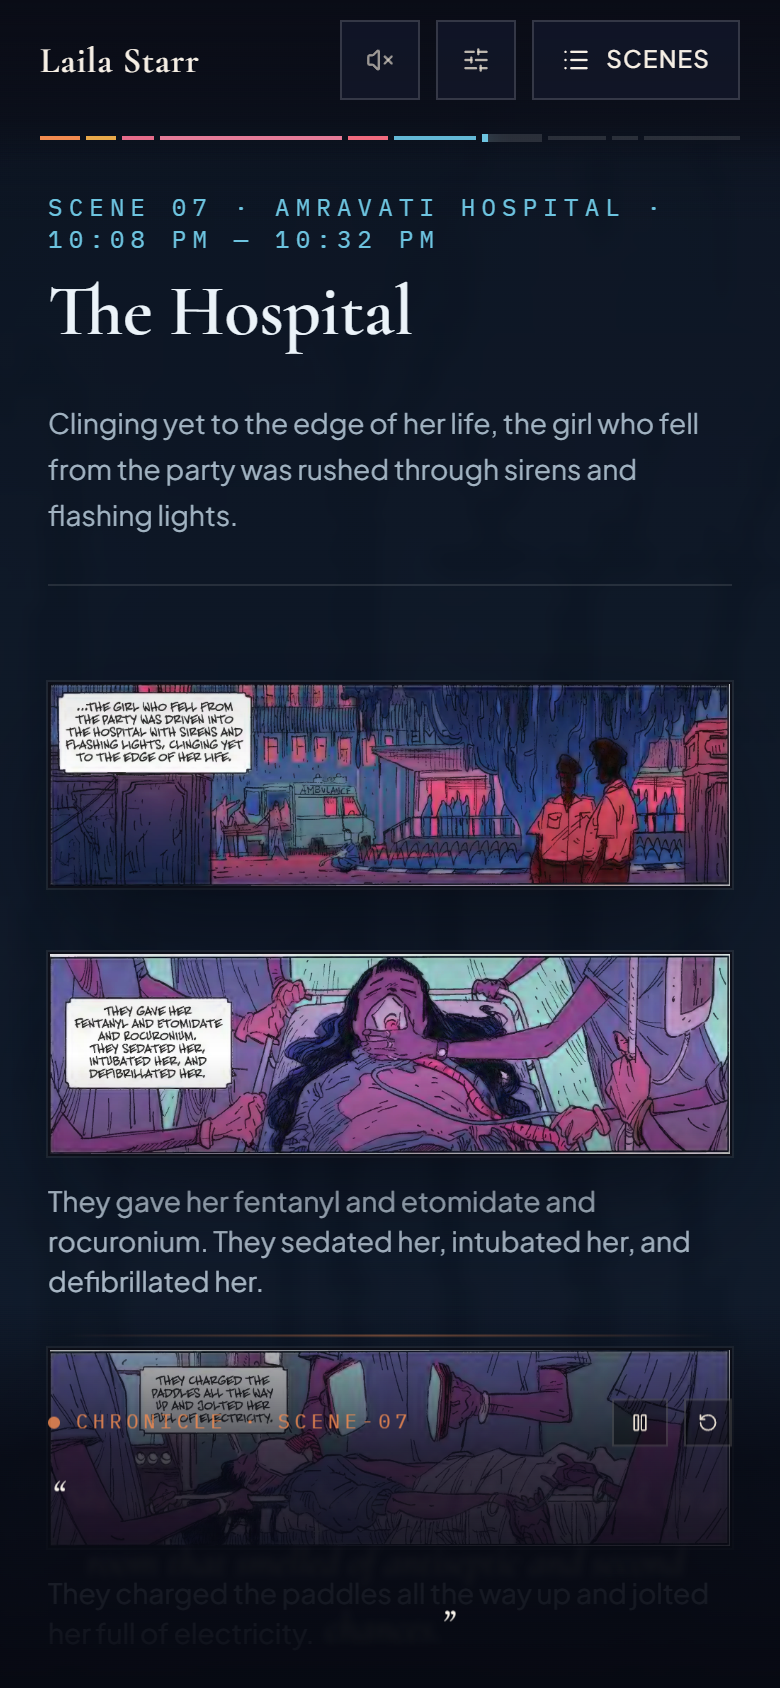 Laila Starr
SCENES
SCENE 07 · AMRAVATI HOSPITAL ·
10:08 PM — 10:32 PM
The Hospital
Clinging yet to the edge of her life, the girl who fell
from the party was rushed through sirens and
flashing lights.
...THE GIRL WHO FELL FROM
THE PARTY WAS DRIVEN INTO
THE HOSPITAL WITH SIRENS AND
FLASHING LIGHTS, CLINGING YET
TO THE EDGE OF HER LIFE.
AMBULANCE
THEY GAVE HER
FENTANYL AND ETOMIDATE
AND ROCURONIUM.
THEY SEDATED HER,
INTUBATED HER, AND
DEFIBRILLATED HER.
They gave her fentanyl and etomidate and
rocuronium. They sedated her, intubated her, and
defibrillated her.
THEY CHARGED THE
PADDLES ALL THE WAY
UP AND JOLTED HER
FULL OF ELECTRICITY.
CHRONICLE · SCENE 07
“
They charged the paddles all the way up and jolted
her full of electricity.
”